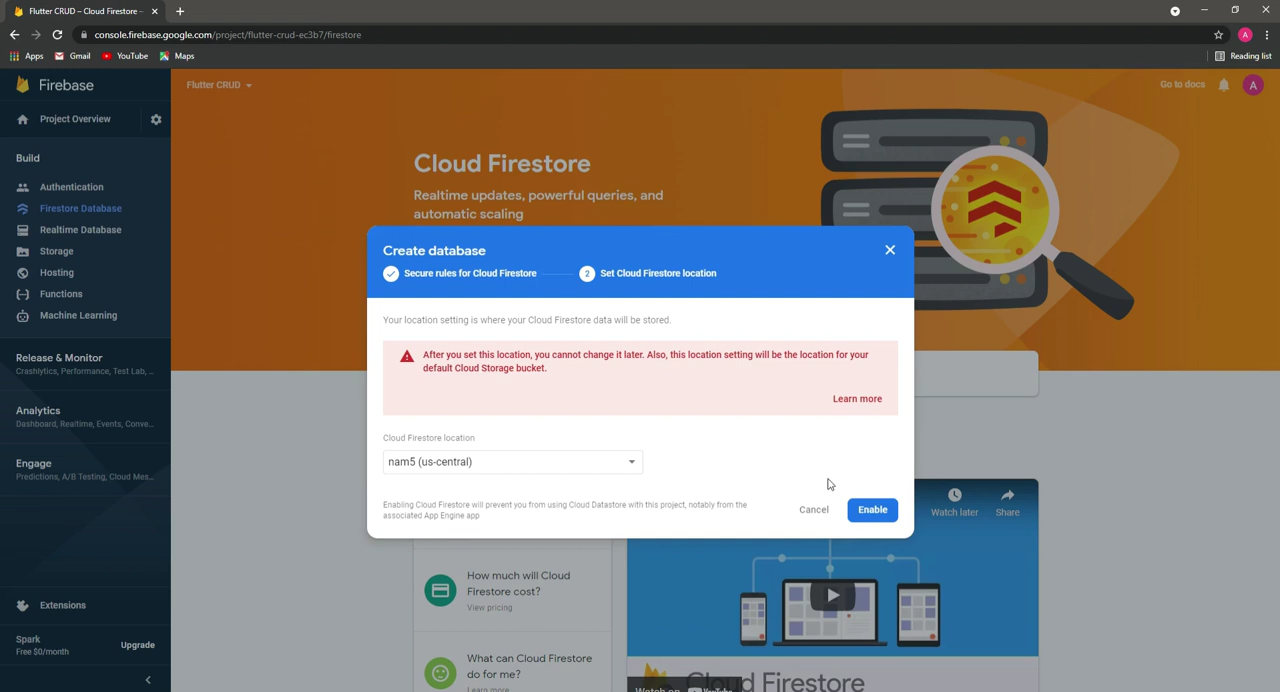 Flutter CRUD – Cloud Firestore –
console.firebase.google.com/project/flutter-crud-ec3b7/firestore
A
Apps
Gmail
YouTube
Maps
Reading list
Firebase
Flutter CRUD
Go to docs
A
Project Overview
Build
Authentication
Firestore Database
Realtime Database
Storage
Hosting
Functions
Machine Learning
Release & Monitor
Crashlytics, Performance, Test Lab, ...
Analytics
Dashboard, Realtime, Events, Conve...
Engage
Predictions, A/B Testing, Cloud Mes...
Extensions
Spark
Free $0/month
Upgrade
Cloud Firestore
Realtime updates, powerful queries, and
automatic scaling
Create database
Secure rules for Cloud Firestore
2
Set Cloud Firestore location
Your location setting is where your Cloud Firestore data will be stored.
After you set this location, you cannot change it later. Also, this location setting will be the location for your
default Cloud Storage bucket.
Learn more
Cloud Firestore location
nam5 (us-central)
Enabling Cloud Firestore will prevent you from using Cloud Datastore with this project, notably from the
associated App Engine app
Cancel
Enable
Watch later
Share
How much will Cloud
Firestore cost?
View pricing
What can Cloud Firestore
do for me?
Learn more
Cloud Firestore
Watch on YouTube